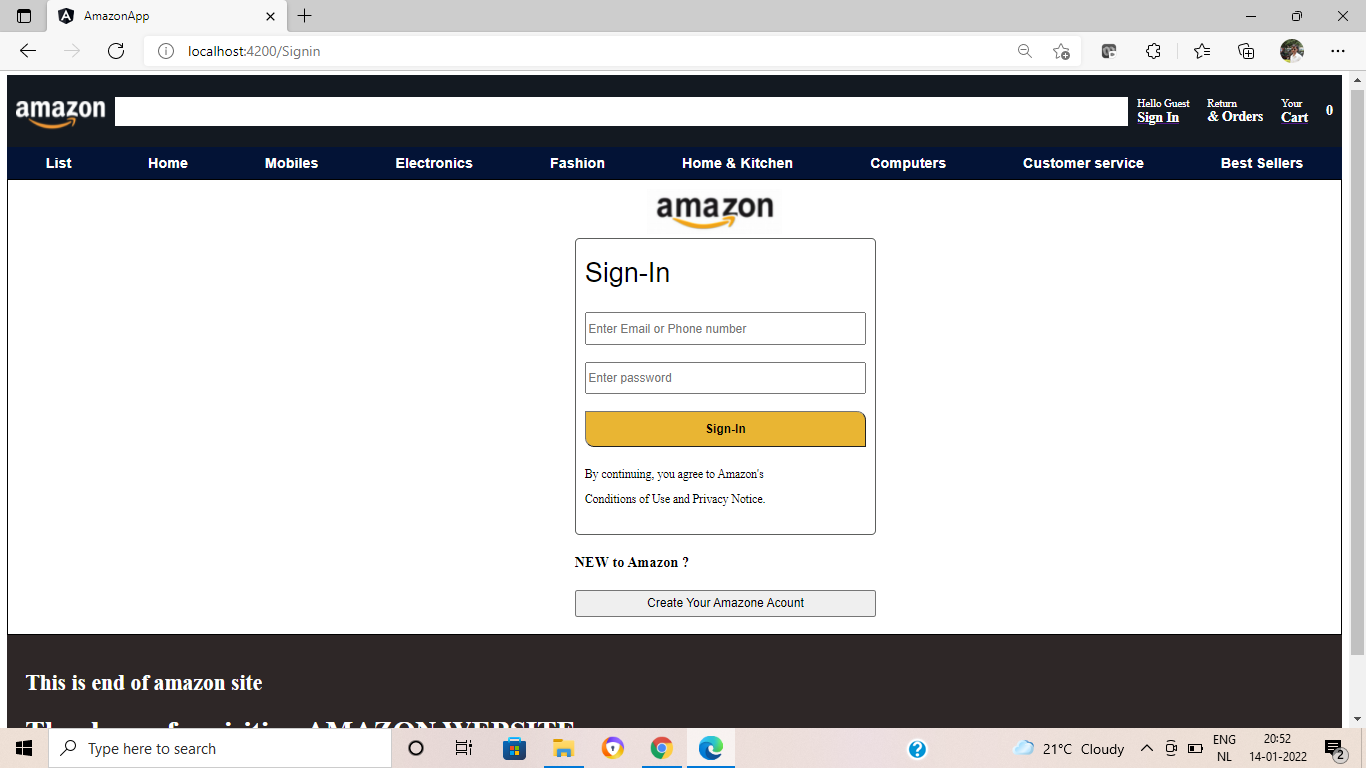 AmazonApp
localhost:4200/Signin
amazon
Hello Guest
Sign In
Return
& Orders
Your
Cart
0
List Home Mobiles Electronics Fashion Home & Kitchen Computers Customer service Best Sellers
amazon
Sign-In
Enter Email or Phone number
Enter password
Sign-In
By continuing, you agree to Amazon's
Conditions of Use and Privacy Notice.
NEW to Amazon ?
Create Your Amazone Acount
This is end of amazon site
AMAZON WEBSITE
Type here to search
21°C Cloudy
ENG
NL
20:52
14-01-2022
2